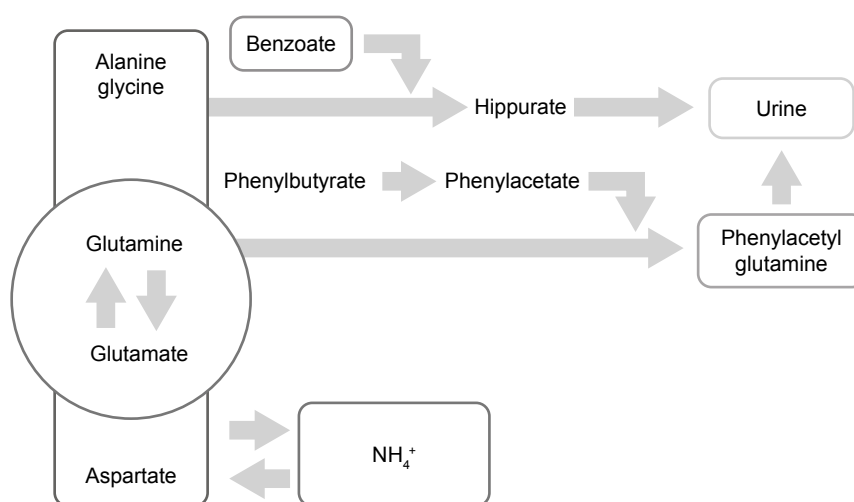 Benzoate
Alanine
glycine
Hippurate
Urine
Phenylbutyrate
Phenylacetate
Glutamine
Phenylacetyl
glutamine
Glutamate
NH₄⁺
Aspartate